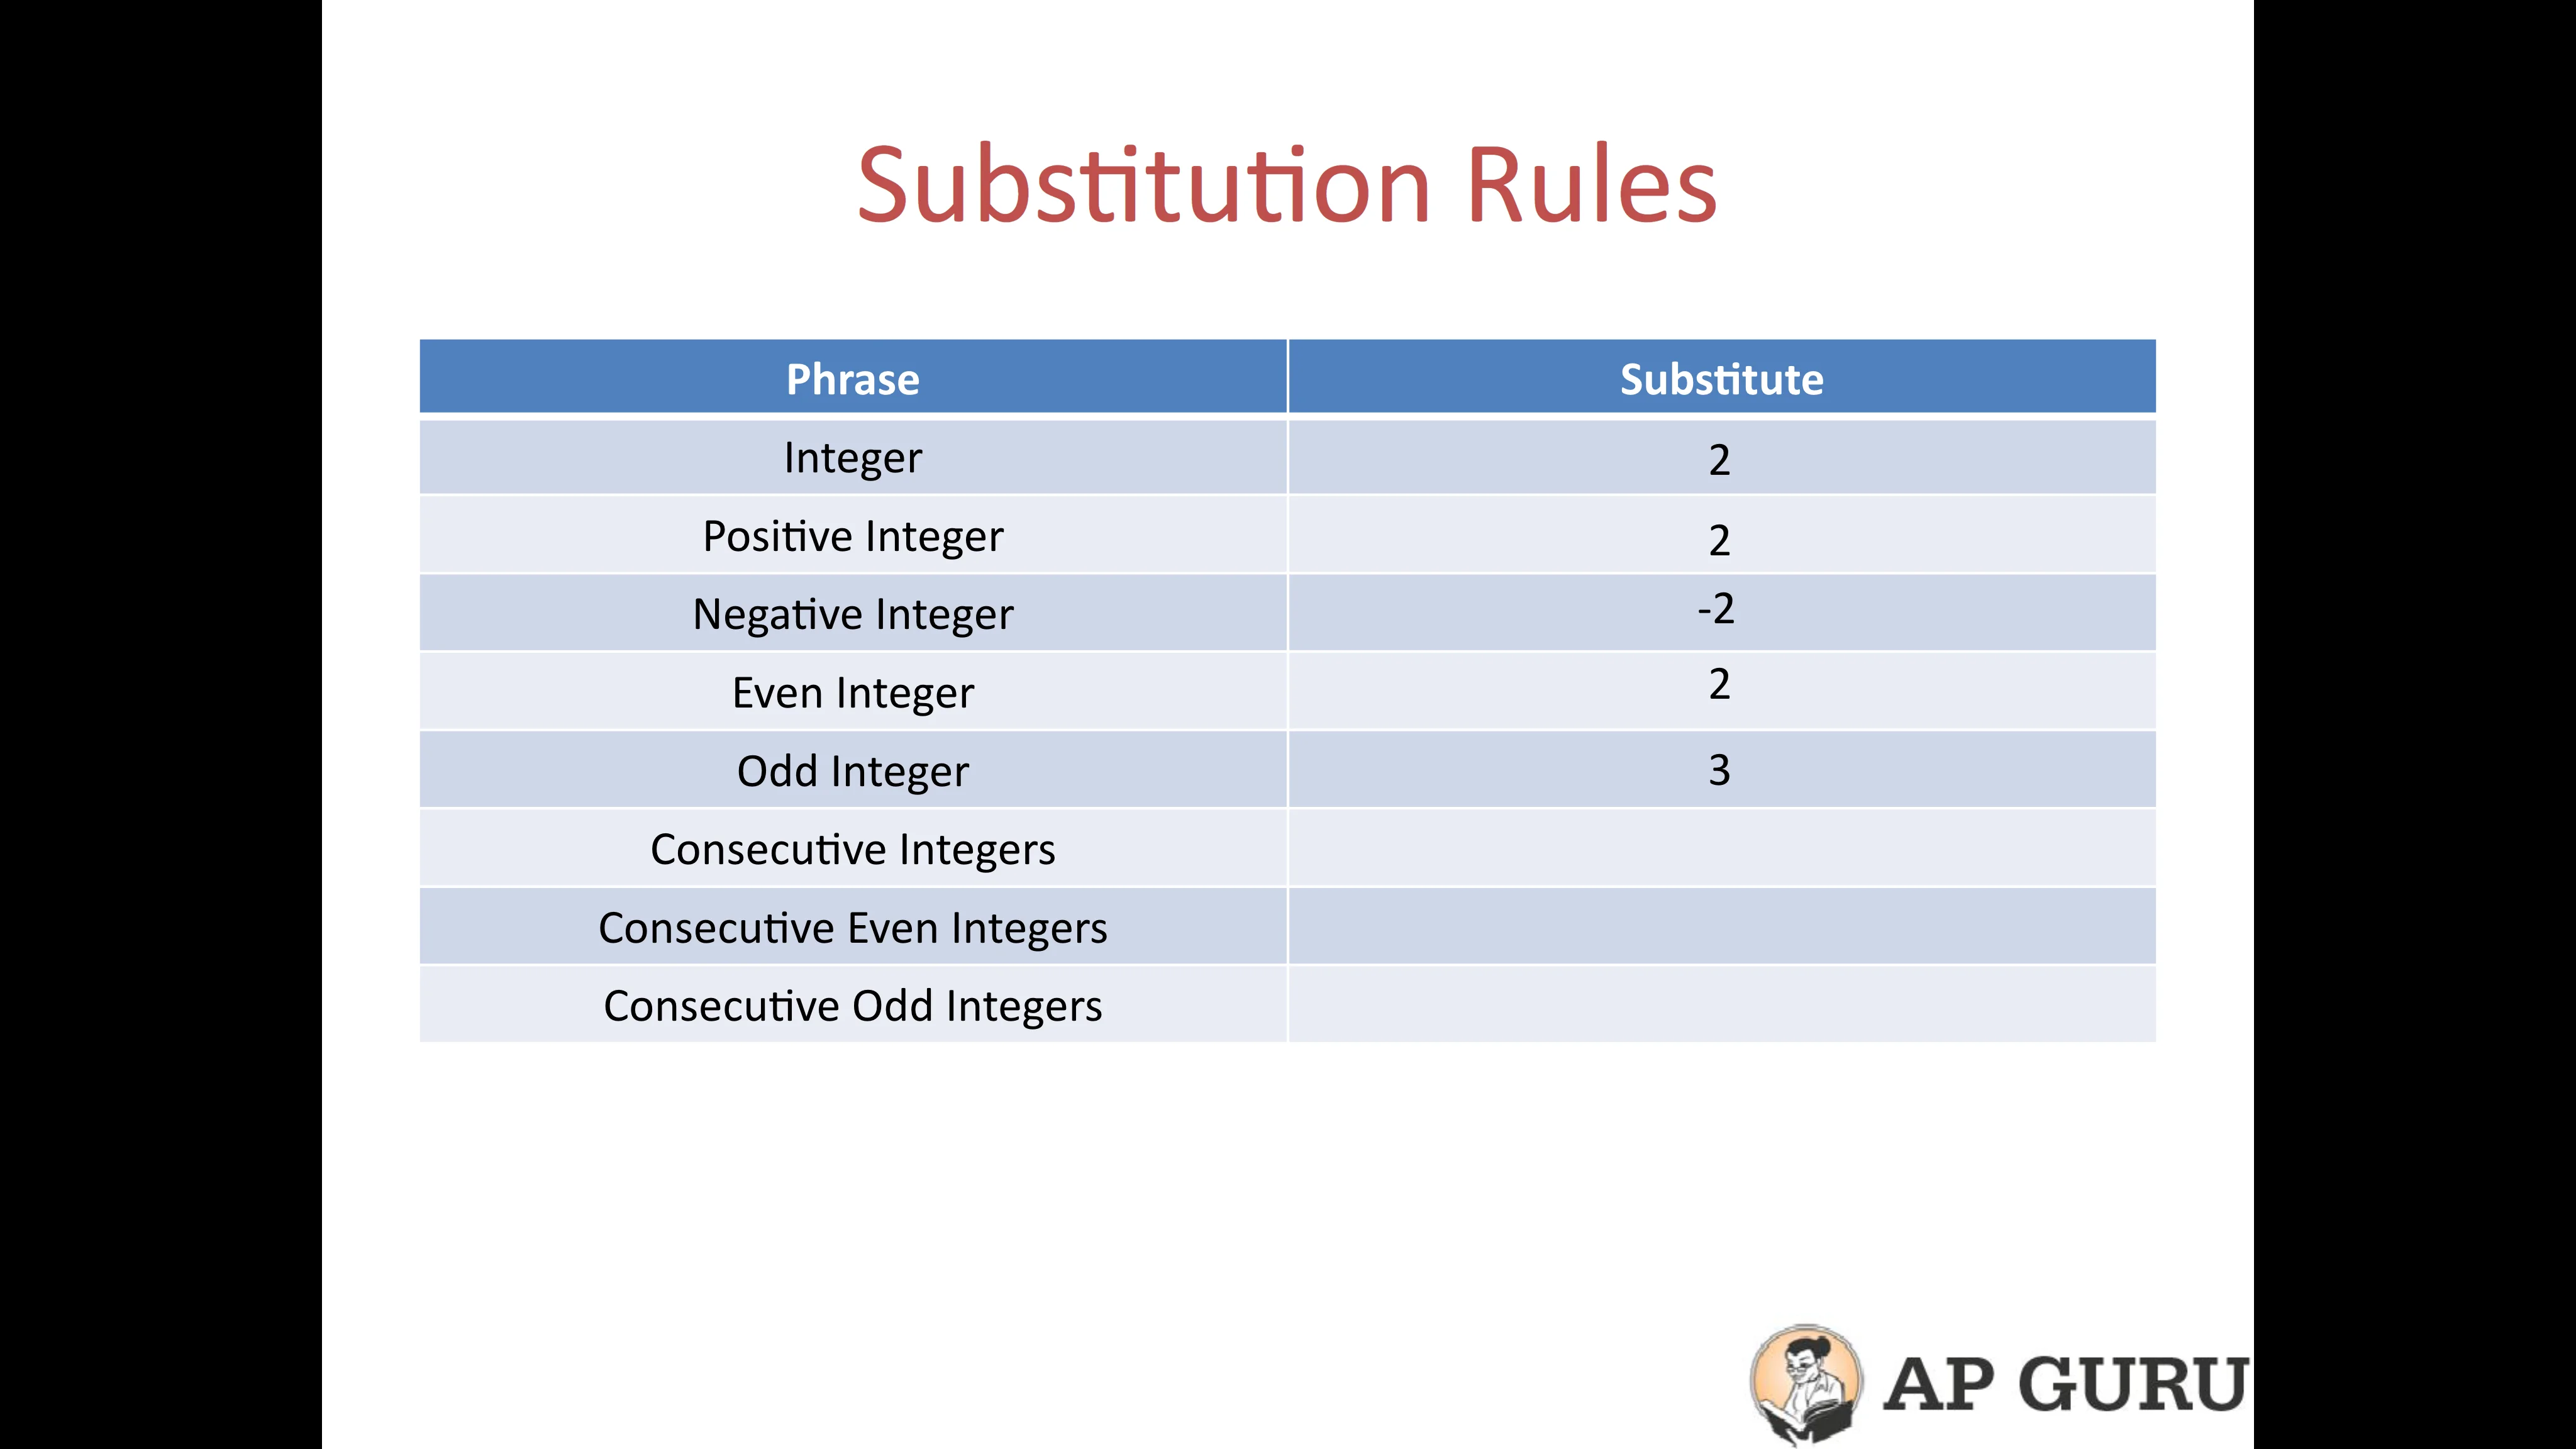 Substitution Rules
Phrase Substitute
Integer 2
Positive Integer 2
Negative Integer -2
Even Integer 2
Odd Integer 3
Consecutive Integers
Consecutive Even Integers
Consecutive Odd Integers
AP GURU